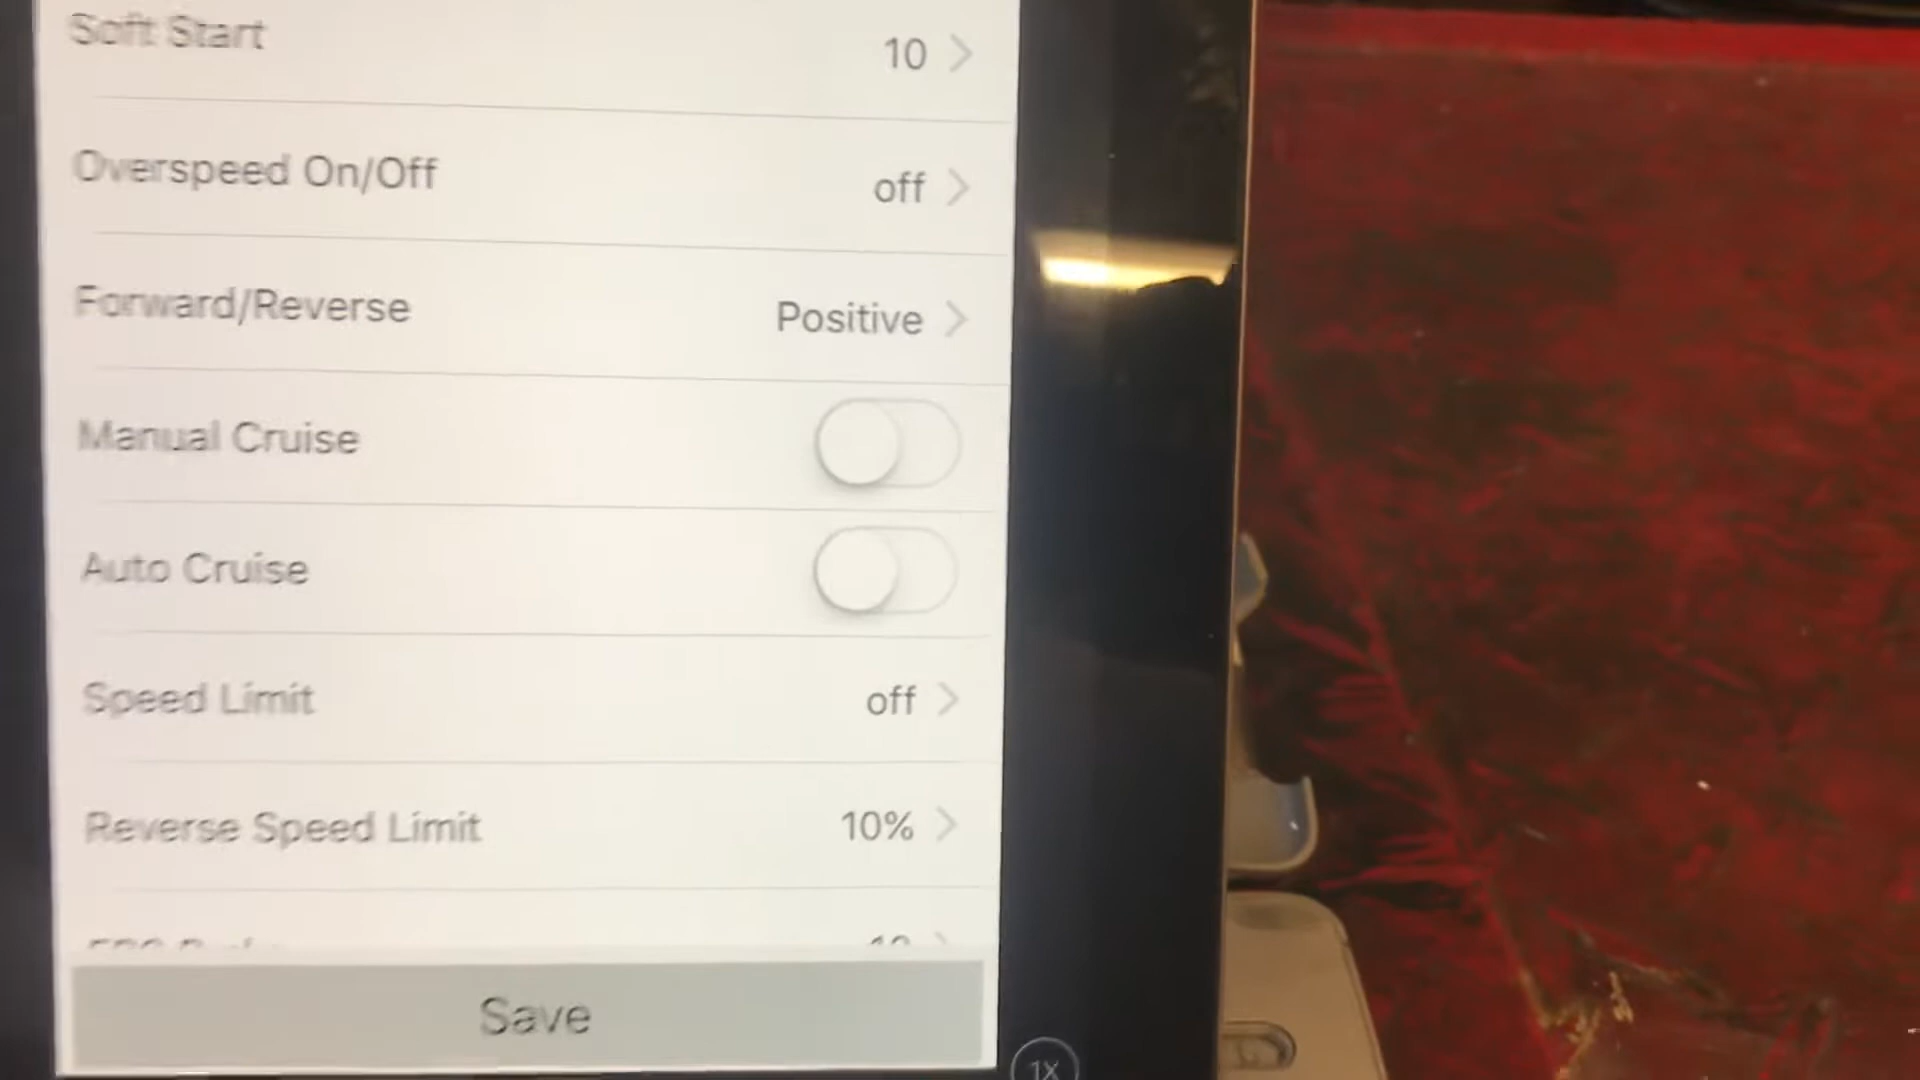 Soft Start 10
Overspeed On/Off off
Forward/Reverse Positive
Manual Cruise
Auto Cruise
Speed Limit off
Reverse Speed Limit 10%
Save
1X